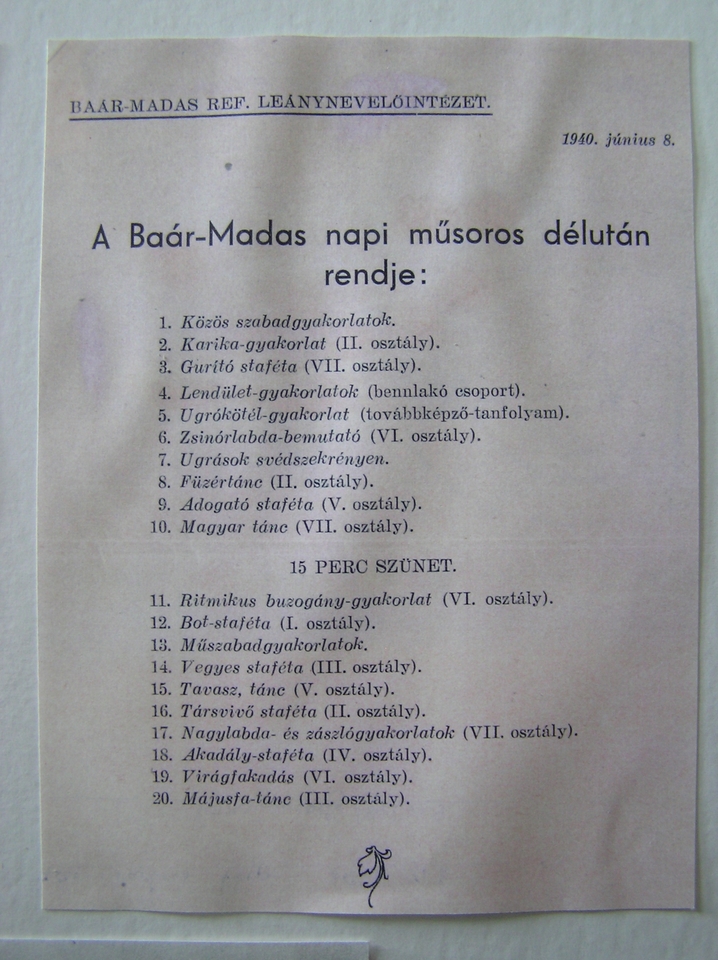 BAÁR-MADAS REF. LEÁNYNEVELŐINTÉZET.
1940. június 8.
A Baár-Madas napi műsoros délután
rendje:
1. Közös szabadgyakorlatok.
2. Karika-gyakorlat (II. osztály).
3. Gurító staféta (VII. osztály).
4. Lendület-gyakorlatok (bennlakó csoport).
5. Ugrókötél-gyakorlat (továbbképző-tanfolyam).
6. Zsinórlabda-bemutató (VI. osztály).
7. Ugrások svédszekrényen.
8. Füzértánc (II. osztály).
9. Adogató staféta (V. osztály).
10. Magyar tánc (VII. osztály).
15 PERC SZÜNET.
11. Ritmikus buzogány-gyakorlat (VI. osztály).
12. Bot-staféta (I. osztály).
13. Műszabadgyakorlatok.
14. Vegyes staféta (III. osztály).
15. Tavasz, tánc (V. osztály).
16. Társvivő staféta (II. osztály).
17. Nagylabda- és zászlógyakorlatok (VII. osztály).
18. Akadály-staféta (IV. osztály).
19. Virágfakadás (VI. osztály).
20. Májusfa-tánc (III. osztály).